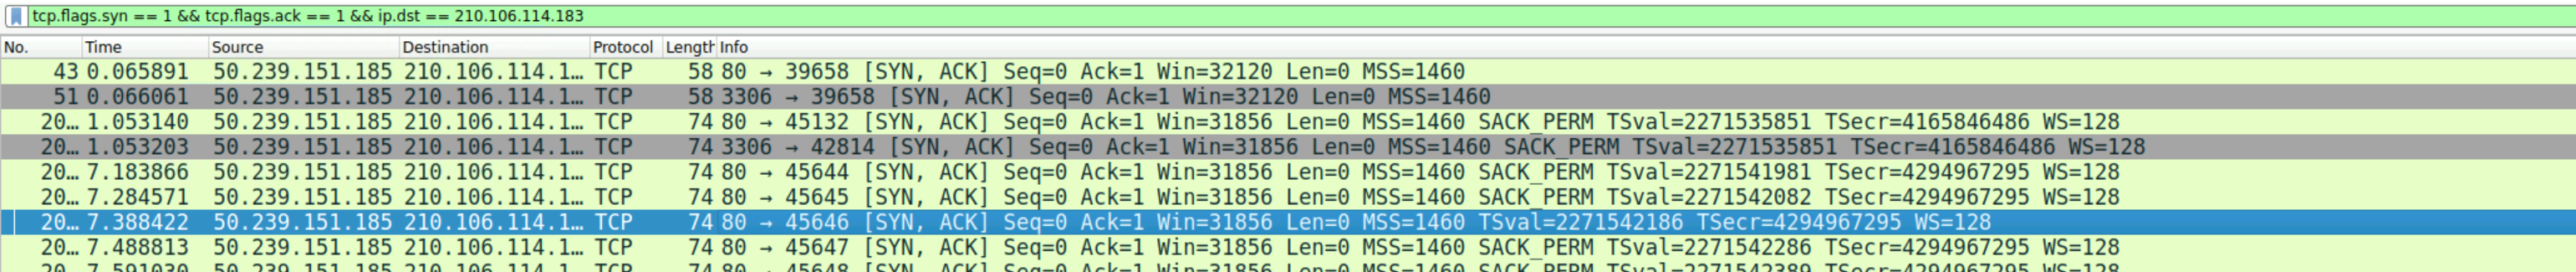 tcp.flags.syn == 1 && tcp.flags.ack == 1 && ip.dst == 210.106.114.183
No. Time Source Destination Protocol Length Info
43 0.065891 50.239.151.185 210.106.114.1… TCP 58 80 → 39658 [SYN, ACK] Seq=0 Ack=1 Win=32120 Len=0 MSS=1460
51 0.066061 50.239.151.185 210.106.114.1… TCP 58 3306 → 39658 [SYN, ACK] Seq=0 Ack=1 Win=32120 Len=0 MSS=1460
20… 1.053140 50.239.151.185 210.106.114.1… TCP 74 80 → 45132 [SYN, ACK] Seq=0 Ack=1 Win=31856 Len=0 MSS=1460 SACK_PERM TSval=2271535851 TSecr=4165846486 WS=128
20… 1.053203 50.239.151.185 210.106.114.1… TCP 74 3306 → 42814 [SYN, ACK] Seq=0 Ack=1 Win=31856 Len=0 MSS=1460 SACK_PERM TSval=2271535851 TSecr=4165846486 WS=128
20… 7.183866 50.239.151.185 210.106.114.1… TCP 74 80 → 45644 [SYN, ACK] Seq=0 Ack=1 Win=31856 Len=0 MSS=1460 SACK_PERM TSval=2271541981 TSecr=4294967295 WS=128
20… 7.284571 50.239.151.185 210.106.114.1… TCP 74 80 → 45645 [SYN, ACK] Seq=0 Ack=1 Win=31856 Len=0 MSS=1460 SACK_PERM TSval=2271542082 TSecr=4294967295 WS=128
20… 7.388422 50.239.151.185 210.106.114.1… TCP 74 80 → 45646 [SYN, ACK] Seq=0 Ack=1 Win=31856 Len=0 MSS=1460 TSval=2271542186 TSecr=4294967295 WS=128
20… 7.488813 50.239.151.185 210.106.114.1… TCP 74 80 → 45647 [SYN, ACK] Seq=0 Ack=1 Win=31856 Len=0 MSS=1460 SACK_PERM TSval=2271542286 TSecr=4294967295 WS=128
20… 7.591030 50.239.151.185 210.106.114.1… TCP 74 80 → 45648 [SYN, ACK] Seq=0 Ack=1 Win=31856 Len=0 MSS=1460 SACK_PERM TSval=2271542389 TSecr=4294967295 WS=128